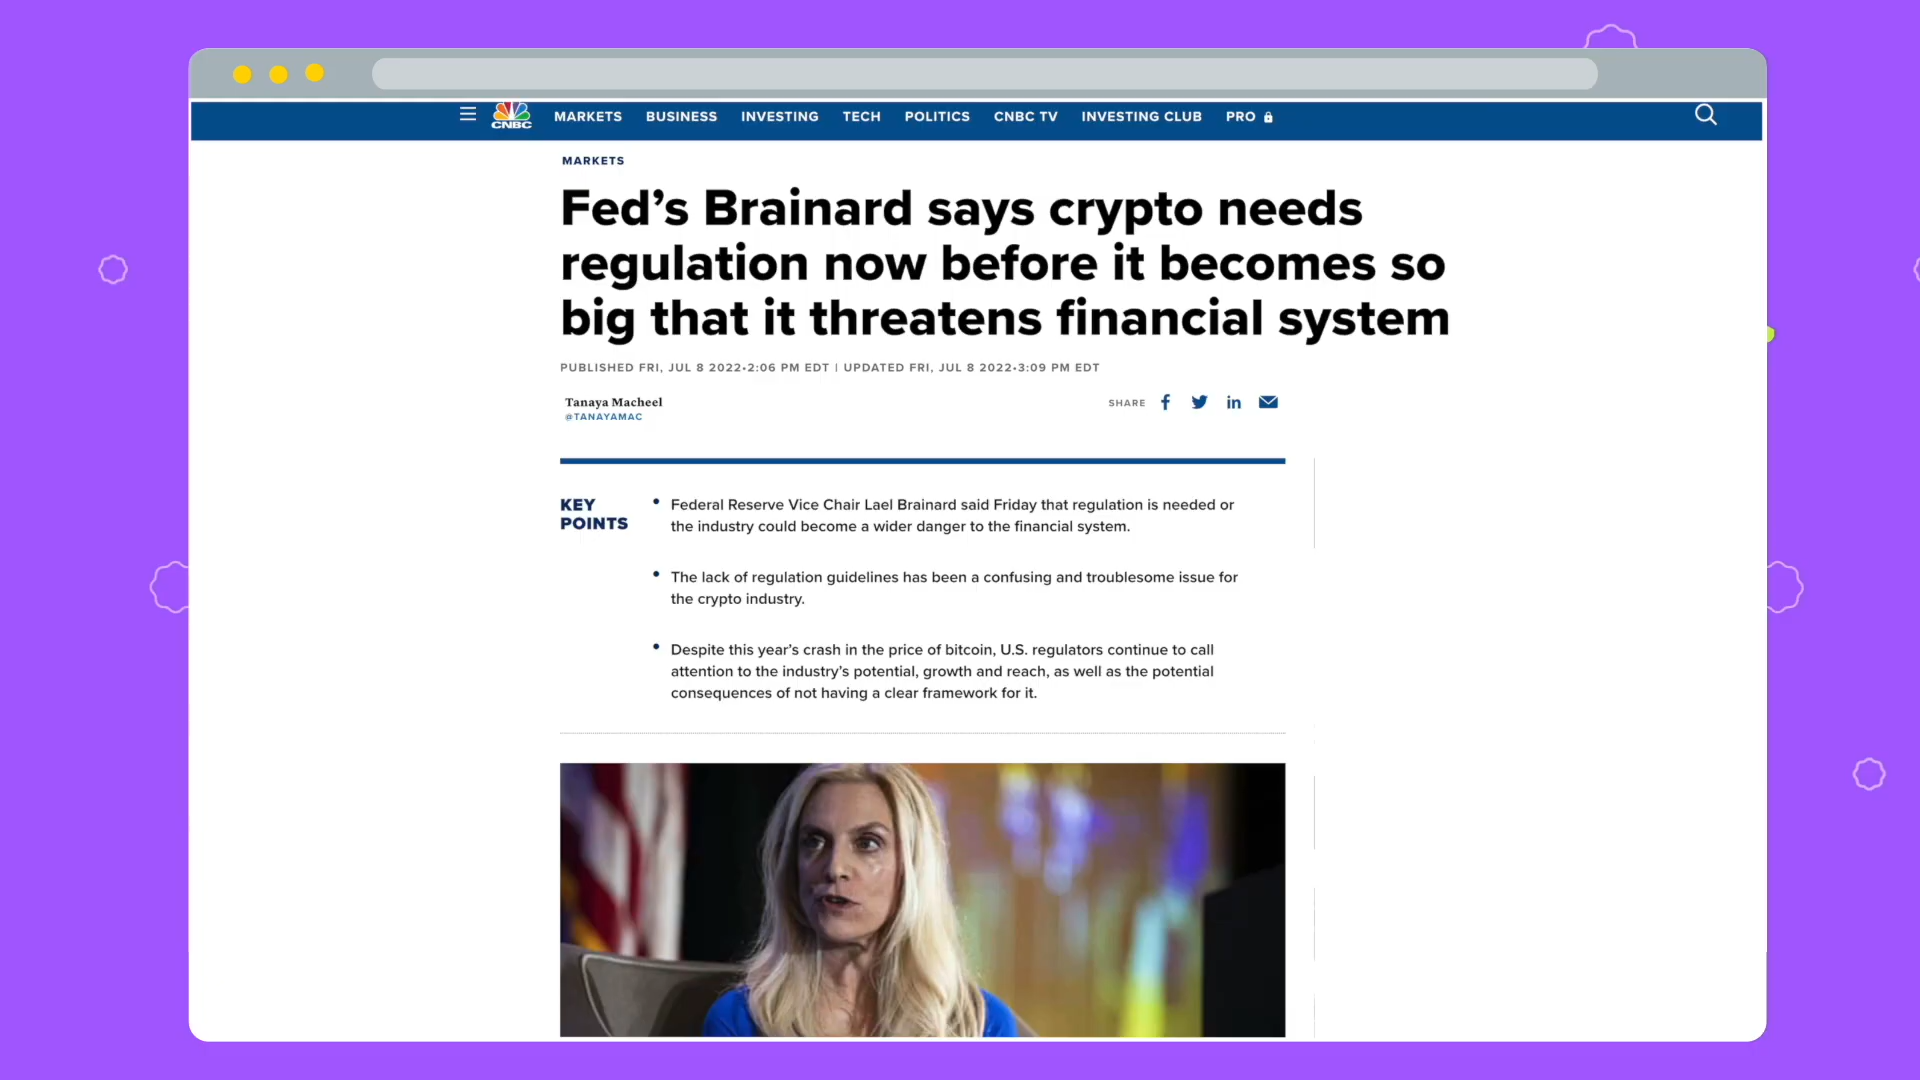 CNBC
MARKETS BUSINESS INVESTING TECH POLITICS CNBC TV INVESTING CLUB PRO
MARKETS
Fed’s Brainard says crypto needs
regulation now before it becomes so
big that it threatens financial system
PUBLISHED FRI, JUL 8 2022•2:06 PM EDT | UPDATED FRI, JUL 8 2022•3:09 PM EDT
Tanaya Macheel
@TANAYAMAC
SHARE
KEY
POINTS
• Federal Reserve Vice Chair Lael Brainard said Friday that regulation is needed or
the industry could become a wider danger to the financial system.
• The lack of regulation guidelines has been a confusing and troublesome issue for
the crypto industry.
• Despite this year’s crash in the price of bitcoin, U.S. regulators continue to call
attention to the industry’s potential, growth and reach, as well as the potential
consequences of not having a clear framework for it.